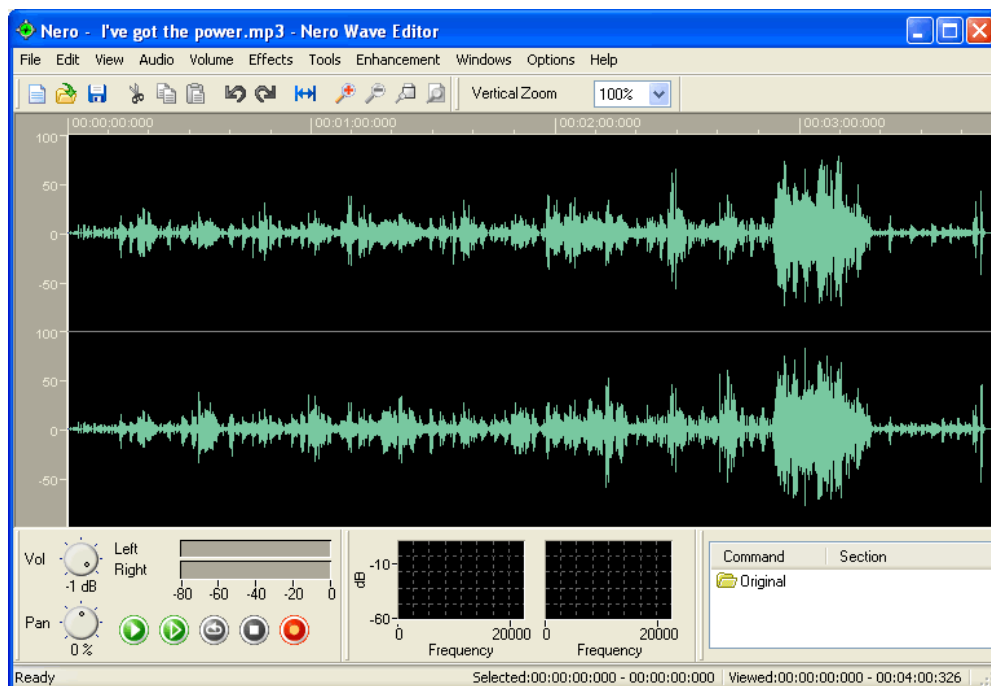 Nero - I've got the power.mp3 - Nero Wave Editor
File Edit View Audio Volume Effects Tools Enhancement Windows Options Help
Vertical Zoom 100%
00:00:00:000 00:01:00:000 00:02:00:000 00:03:00:000
100
50
0
-50
100
50
0
-50
Vol
-1 dB
Left
Right
-80 -60 -40 -20 0
Pan
0 %
dB
-10
-60
0 20000 0 20000
Frequency Frequency
Command Section
Original
Ready Selected:00:00:00:000 - 00:00:00:000 Viewed:00:00:00:000 - 00:04:00:326